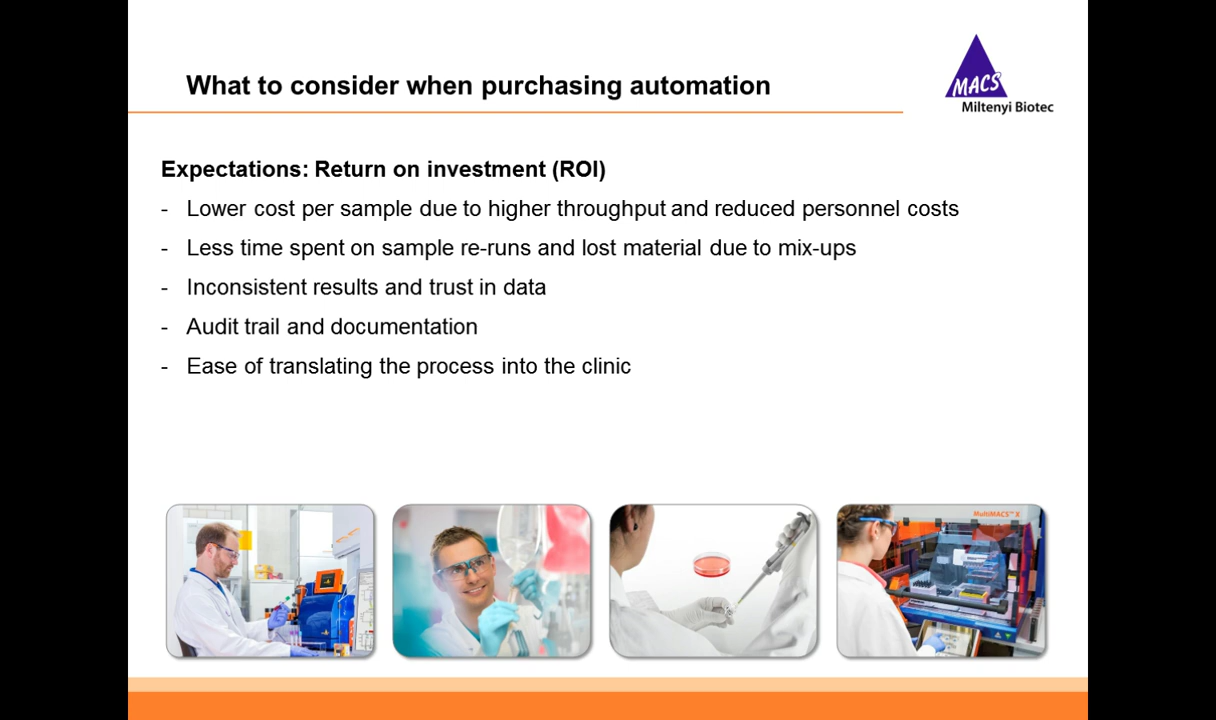 What to consider when purchasing automation
MACS
Miltenyi Biotec
Expectations: Return on investment (ROI)
- Lower cost per sample due to higher throughput and reduced personnel costs
- Less time spent on sample re-runs and lost material due to mix-ups
- Inconsistent results and trust in data
- Audit trail and documentation
- Ease of translating the process into the clinic
MultiMACS™ X